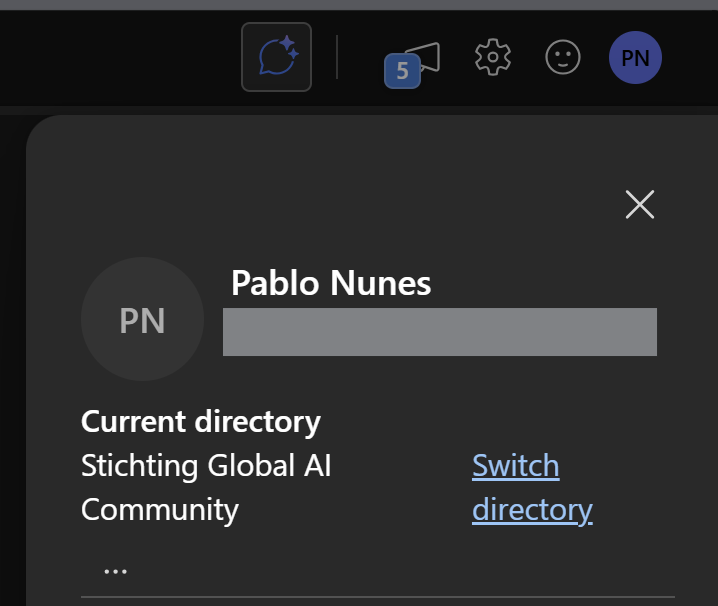 5
PN
Pablo Nunes
PN
Current directory
Stichting Global AI
Community
Switch
directory
...